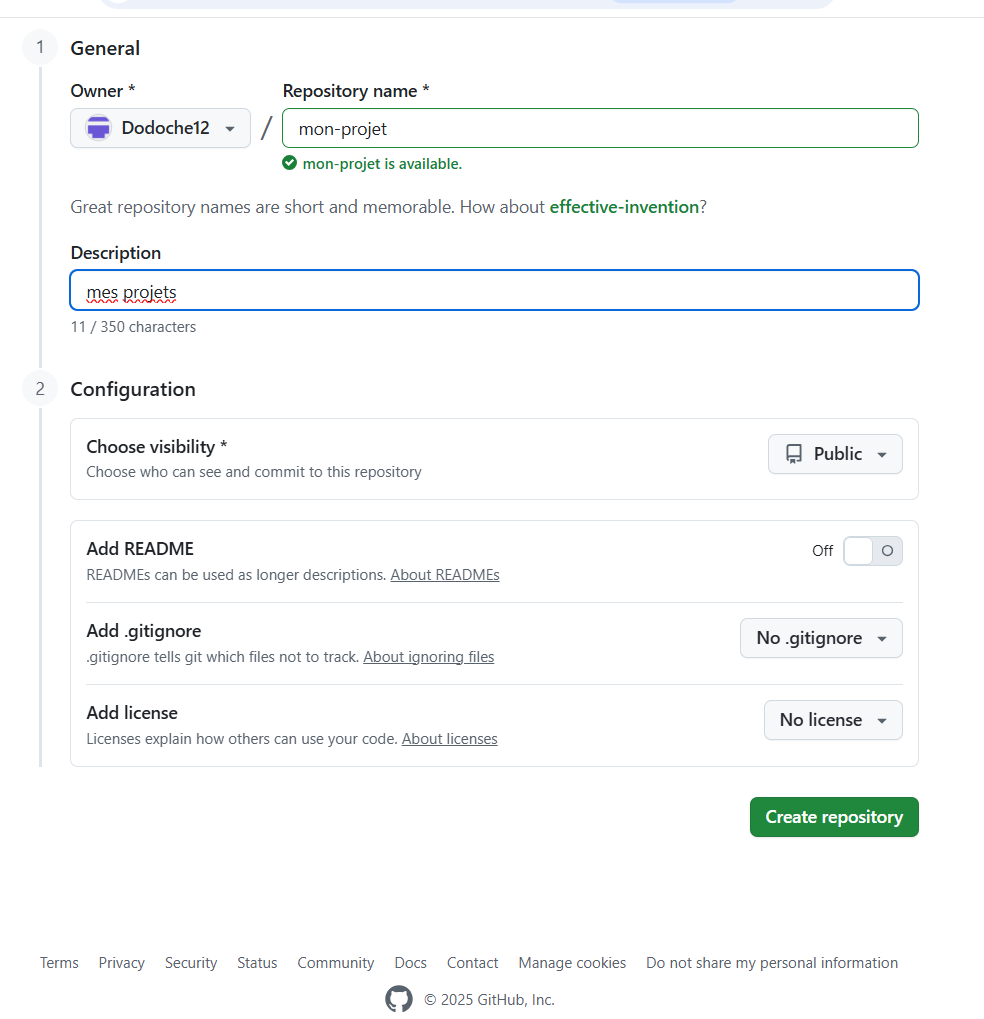 1 General
Owner * Repository name *
Dodoche12 / mon-projet
mon-projet is available.
Great repository names are short and memorable. How about effective-invention?
Description
mes projets
11 / 350 characters
2 Configuration
Choose visibility *
Choose who can see and commit to this repository
Public
Add README
READMEs can be used as longer descriptions. About READMEs
Off
Add .gitignore
.gitignore tells git which files not to track. About ignoring files
No .gitignore
Add license
Licenses explain how others can use your code. About licenses
No license
Create repository
Terms Privacy Security Status Community Docs Contact Manage cookies Do not share my personal information
© 2025 GitHub, Inc.